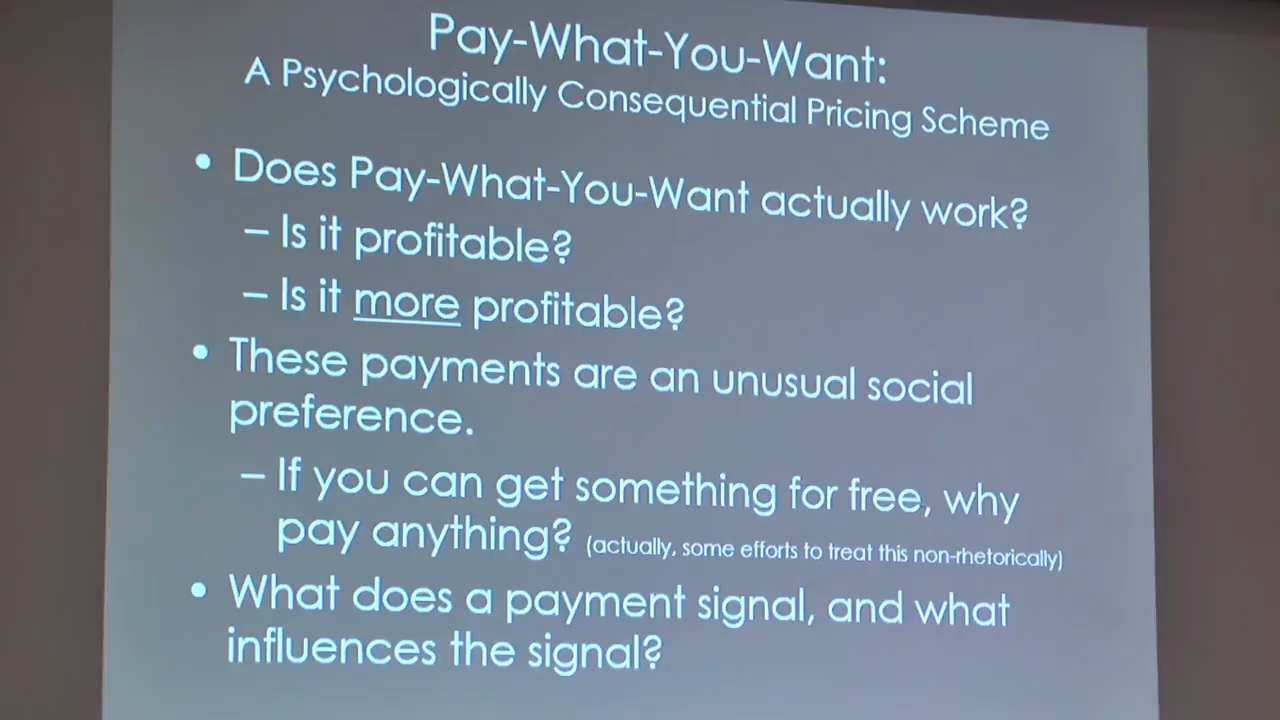 Pay-What-You-Want:
A Psychologically Consequential Pricing Scheme
• Does Pay-What-You-Want actually work?
– Is it profitable?
– Is it more profitable?
• These payments are an unusual social
preference.
– If you can get something for free, why
pay anything? (actually, some efforts to treat this non-rhetorically)
• What does a payment signal, and what
influences the signal?